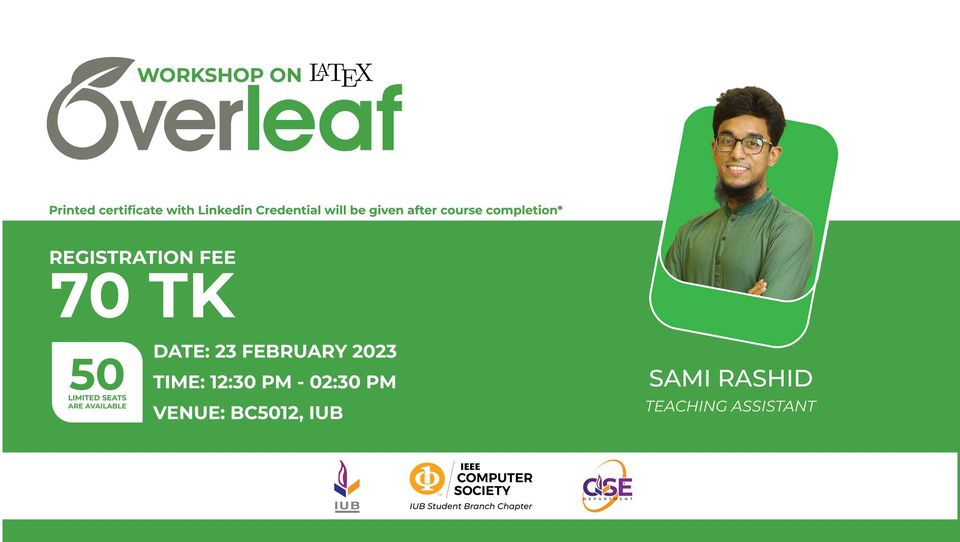 WORKSHOP ON LATEX
Overleaf
Printed certificate with Linkedin Credential will be given after course completion*
REGISTRATION FEE
70 TK
50
LIMITED SEATS
ARE AVAILABLE
DATE: 23 FEBRUARY 2023
TIME: 12:30 PM - 02:30 PM
VENUE: BC5012, IUB
SAMI RASHID
TEACHING ASSISTANT
IUB
IEEE
COMPUTER
SOCIETY
IUB Student Branch Chapter
CSE
DEPARTMENT